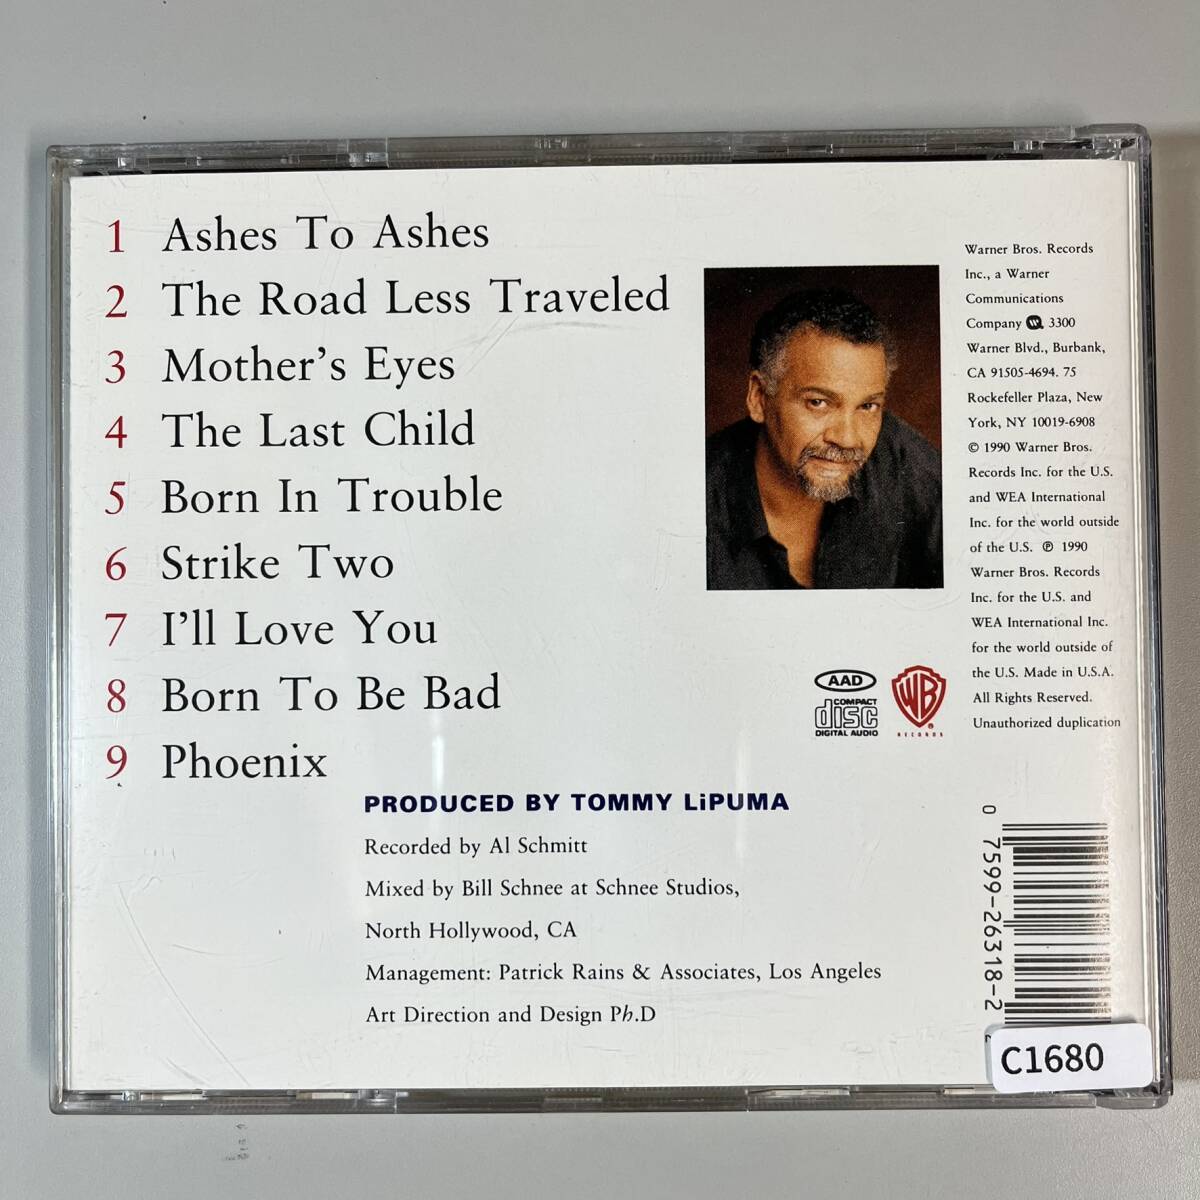 1 Ashes To Ashes
2 The Road Less Traveled
3 Mother's Eyes
4 The Last Child
5 Born In Trouble
6 Strike Two
7 I'll Love You
8 Born To Be Bad
9 Phoenix
PRODUCED BY TOMMY LiPUMA
Recorded by Al Schmitt
Mixed by Bill Schnee at Schnee Studios,
North Hollywood, CA
Management: Patrick Rains & Associates, Los Angeles
Art Direction and Design Ph.D
Warner Bros. Records
Inc., a Warner
Communications
Company 3300
Warner Blvd., Burbank,
CA 91505-4694. 75
Rockefeller Plaza, New
York, NY 10019-6908
© 1990 Warner Bros.
Records Inc. for the U.S.
and WEA International
Inc. for the world outside
of the U.S. ℗ 1990
Warner Bros. Records
Inc. for the U.S. and
WEA International Inc.
for the world outside of
the U.S. Made in U.S.A.
All Rights Reserved.
Unauthorized duplication
AAD
COMPACT
disc
DIGITAL AUDIO
WB
RECORDS
0 7599-26318-2
C1680